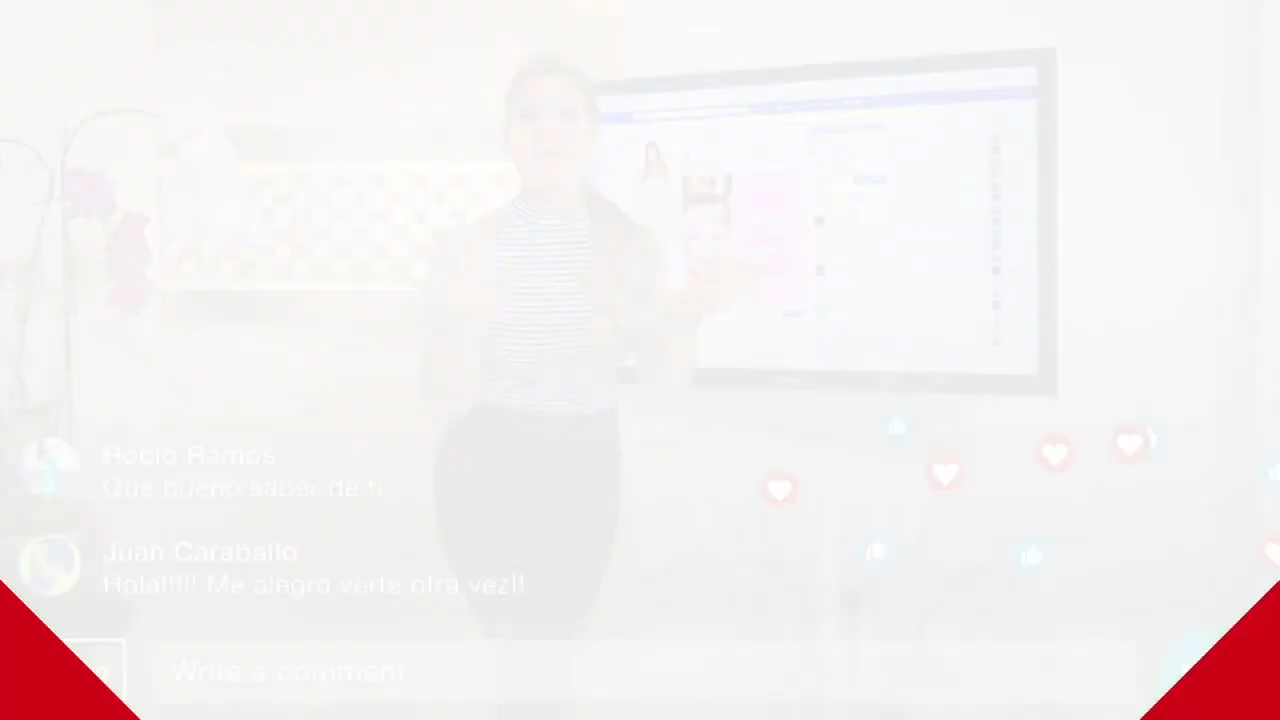 Rocio Ramos
Que bueno saber de ti
Juan Caraballo
Hola!!!!! Me alegro verte otra vez!!
Write a comment